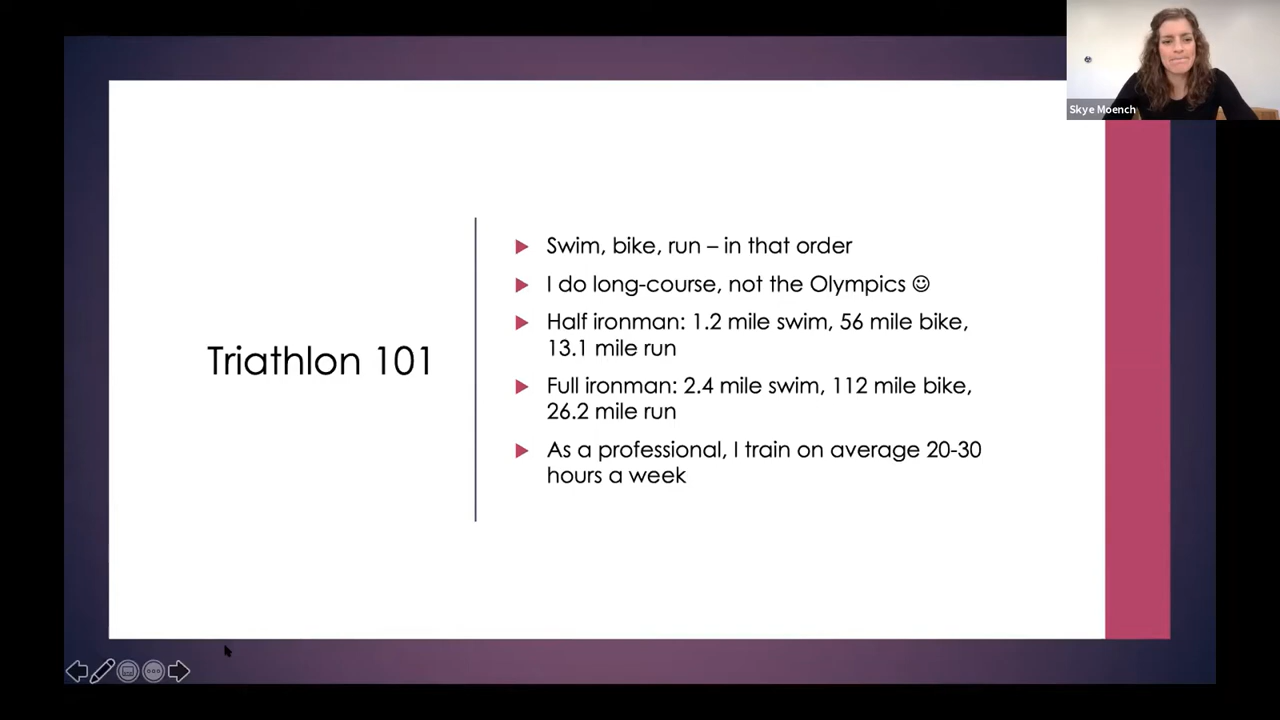 Skye Moench
Triathlon 101
Swim, bike, run – in that order
I do long-course, not the Olympics ☺
Half ironman: 1.2 mile swim, 56 mile bike,
13.1 mile run
Full ironman: 2.4 mile swim, 112 mile bike,
26.2 mile run
As a professional, I train on average 20-30
hours a week